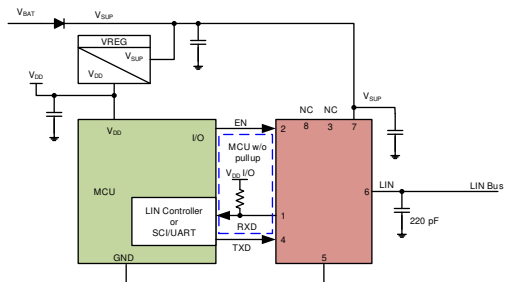 VBAT
VSUP
VREG
VSUP
VDD
VDD
VDD
I/O
MCU
LIN Controller
or
SCI/UART
GND
EN
MCU w/o
pullup
VDD I/O
RXD
TXD
NC
NC
8
3
7
2
1
4
5
6
VSUP
LIN
LIN Bus
220 pF